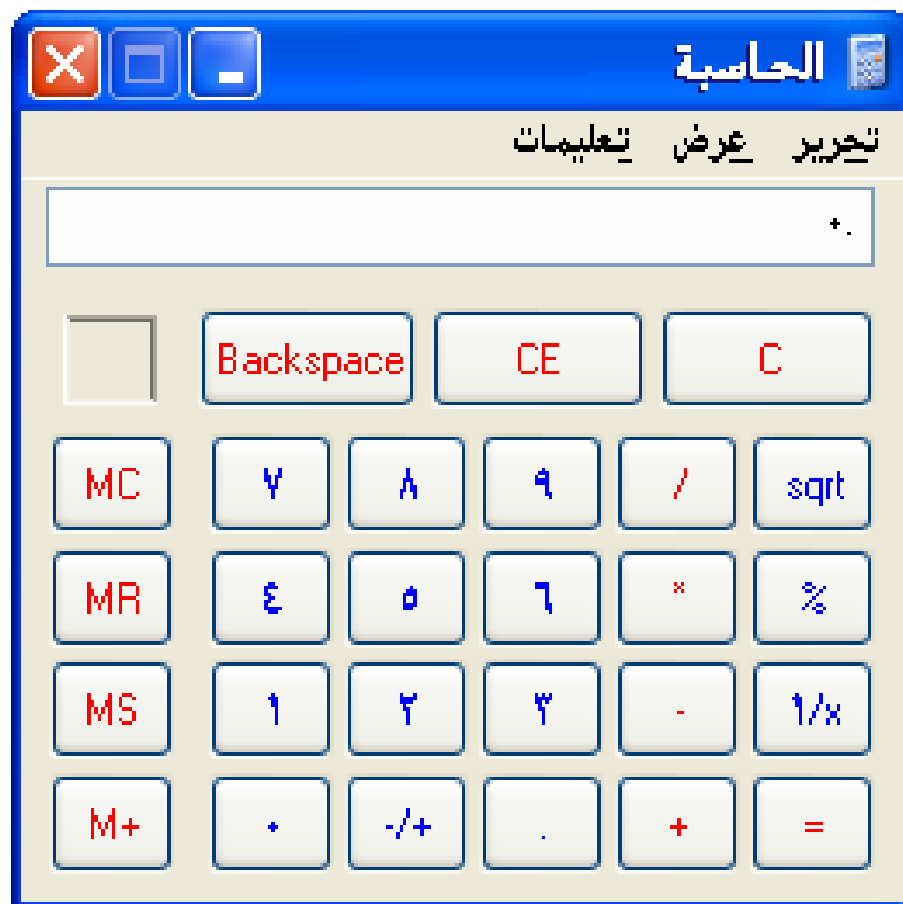 الحاسبة
تحرير عرض تعليمات
٠.
Backspace CE C
MC ٧ ٨ ٩ / sqrt
MR ٤ ٥ ٦ * %
MS ١ ٢ ٣ - ١/x
M+ ٠ -/+ . + =